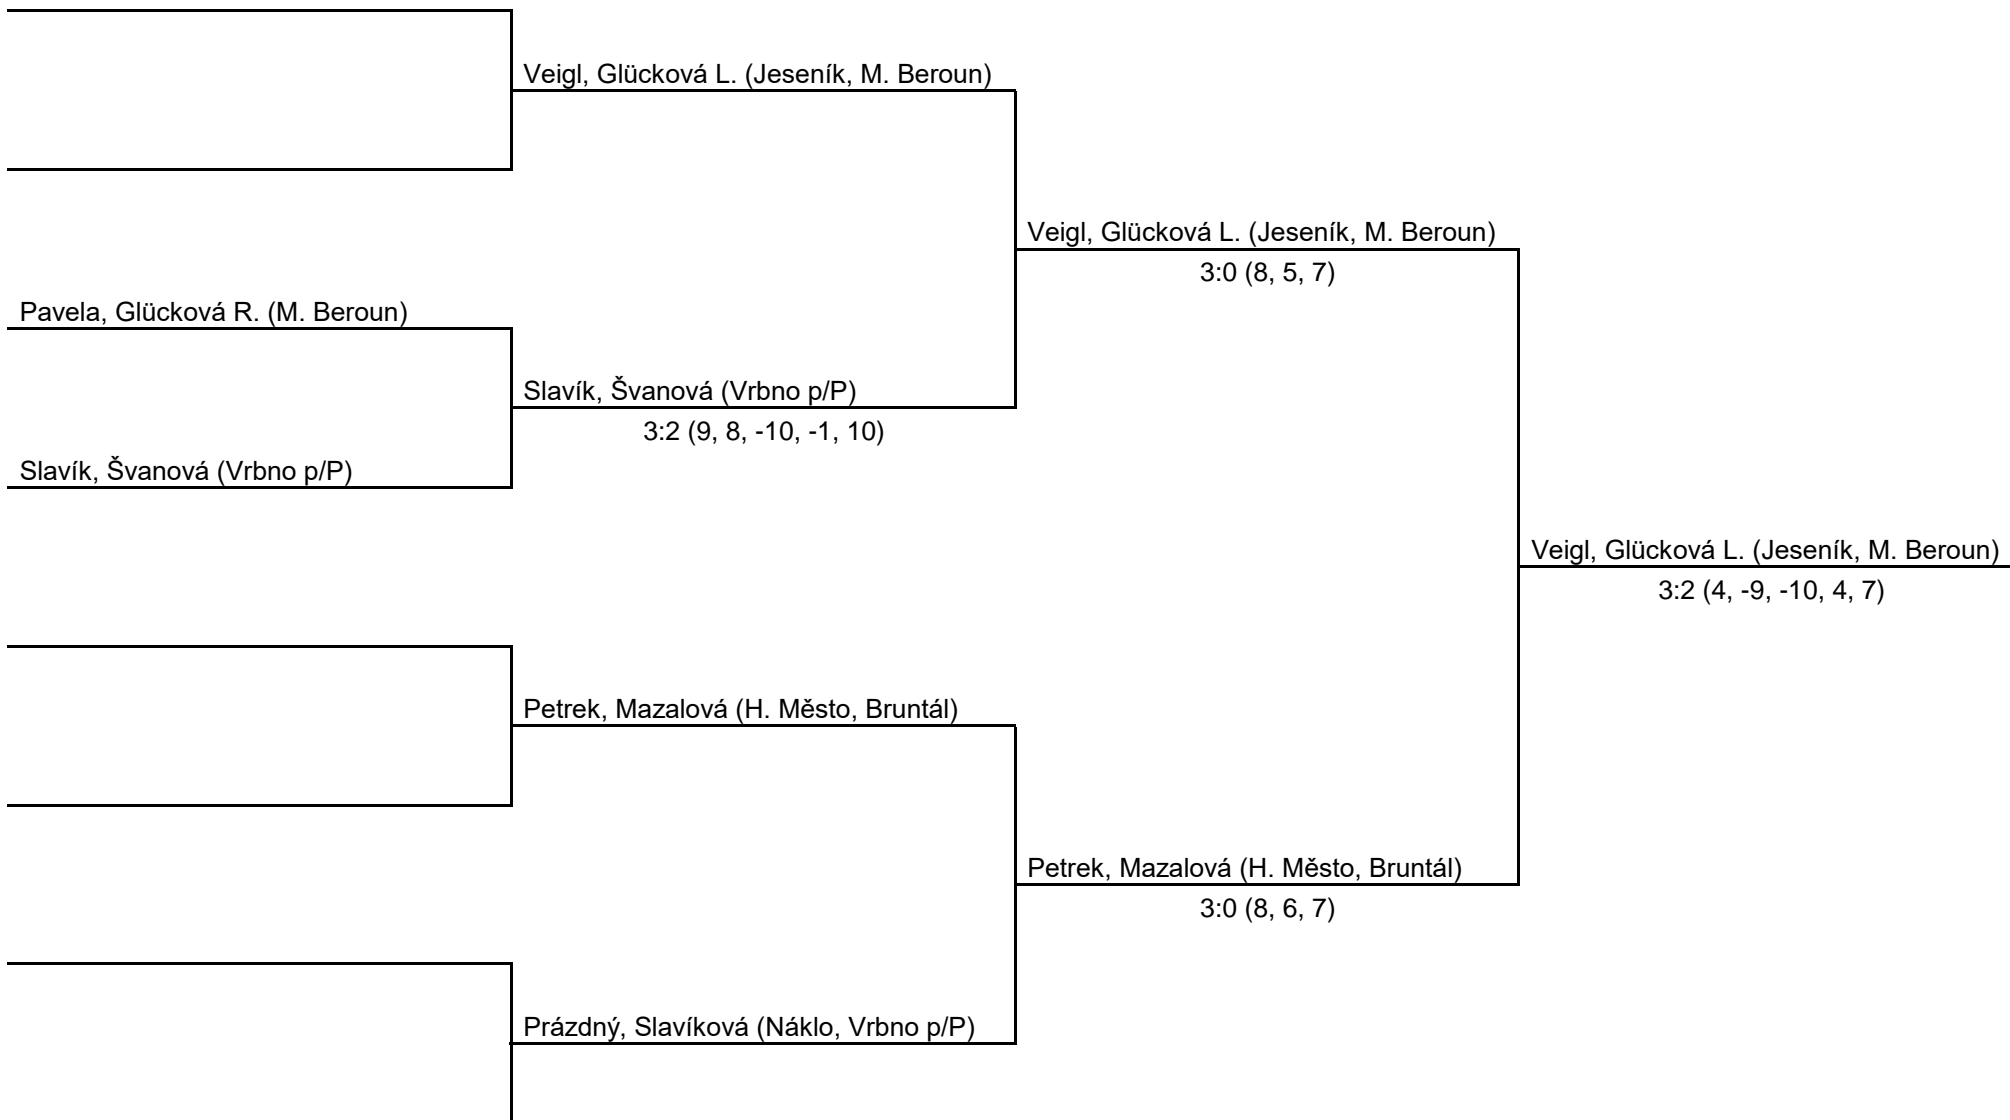 Veigl, Glücková L. (Jeseník, M. Beroun)
Veigl, Glücková L. (Jeseník, M. Beroun)
3:0 (8, 5, 7)
Pavela, Glücková R. (M. Beroun)
Slavík, Švanová (Vrbno p/P)
3:2 (9, 8, -10, -1, 10)
Slavík, Švanová (Vrbno p/P)
Veigl, Glücková L. (Jeseník, M. Beroun)
3:2 (4, -9, -10, 4, 7)
Petrek, Mazalová (H. Město, Bruntál)
Petrek, Mazalová (H. Město, Bruntál)
3:0 (8, 6, 7)
Prázdný, Slavíková (Náklo, Vrbno p/P)